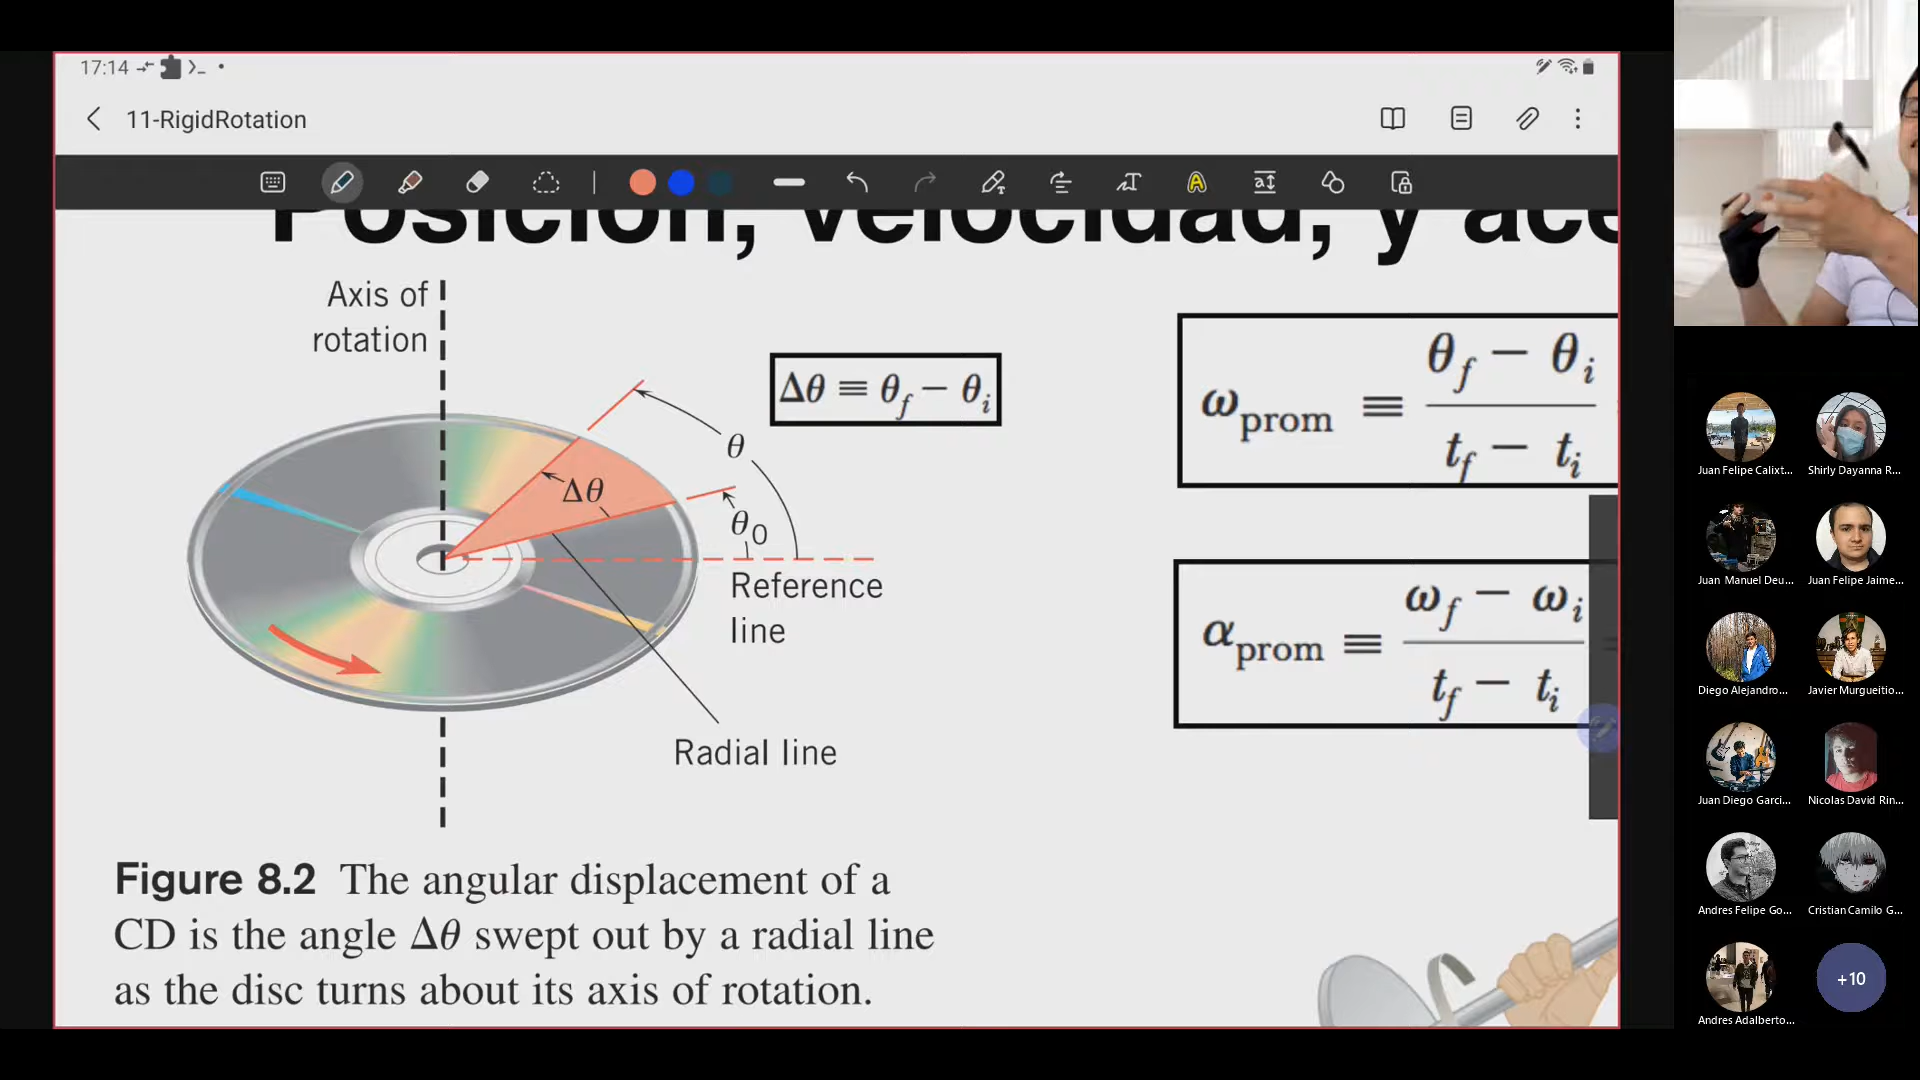 17:14
11-RigidRotation
Posición, velocidad, y ace
Axis of
rotation
Δθ ≡ θf − θi
θ
Δθ
θ0
Reference
line
Radial line
ωprom ≡ θf − θi
tf − ti
αprom ≡ ωf − ωi
tf − ti
Figure 8.2 The angular displacement of a
CD is the angle Δθ swept out by a radial line
as the disc turns about its axis of rotation.
Juan Felipe Calixt... Shirly Dayanna R...
Juan Manuel Deu... Juan Felipe Jaime...
Diego Alejandro... Javier Murgueitio...
Juan Diego Garci... Nicolas David Rin...
Andres Felipe Go... Cristian Camilo G...
Andres Adalberto... +10